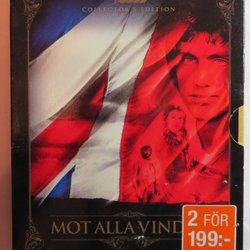 COLLECTOR'S EDITION
MOT ALLA VIND
2 FÖR
199:-